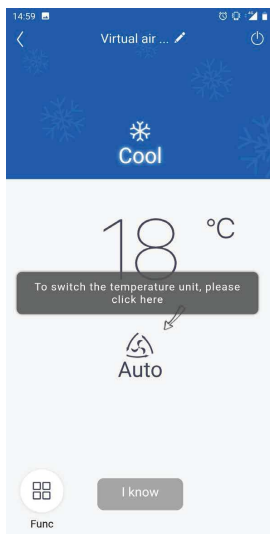 14:59
Virtual air ...
Cool
18 °C
To switch the temperature unit, please
click here
Auto
I know
Func